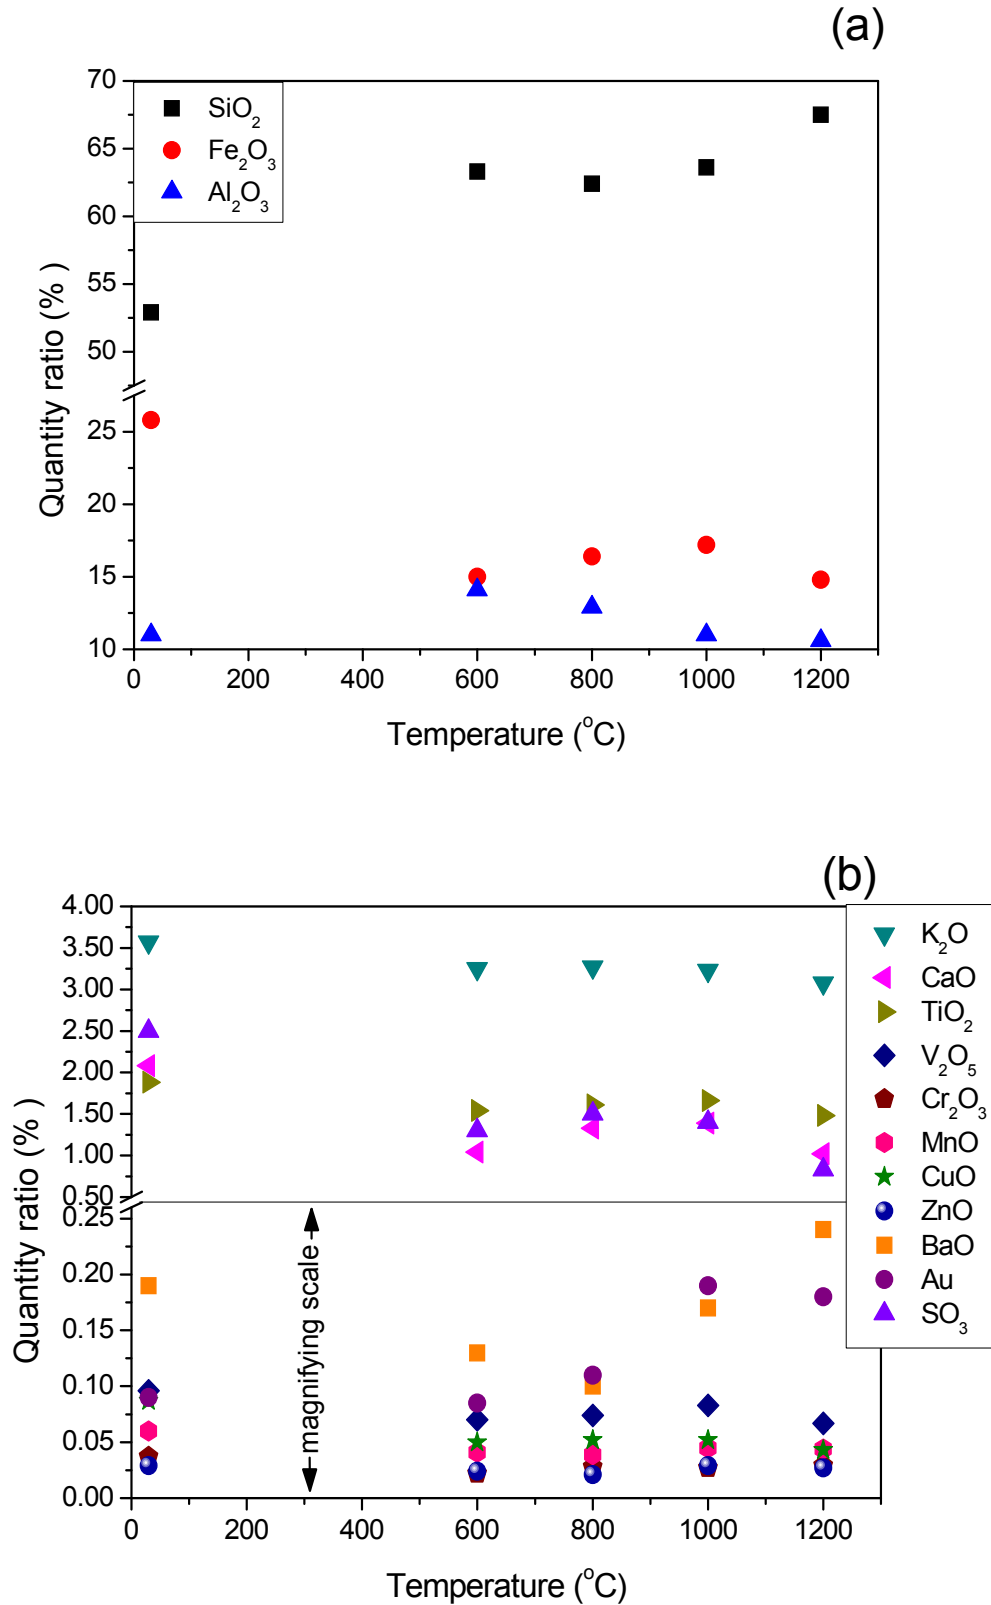 (a)
70
65
60
55
50
25
20
15
10
0 200 400 600 800 1000 1200
Quantity ratio (% )
Temperature (°C)
SiO₂
Fe₂O₃
Al₂O₃
(b)
4.00
3.50
3.00
2.50
2.00
1.50
1.00
0.50
0.25
0.20
0.15
0.10
0.05
0.00
0 200 400 600 800 1000 1200
Quantity ratio (% )
Temperature (°C)
magnifying scale
K₂O
CaO
TiO₂
V₂O₅
Cr₂O₃
MnO
CuO
ZnO
BaO
Au
SO₃